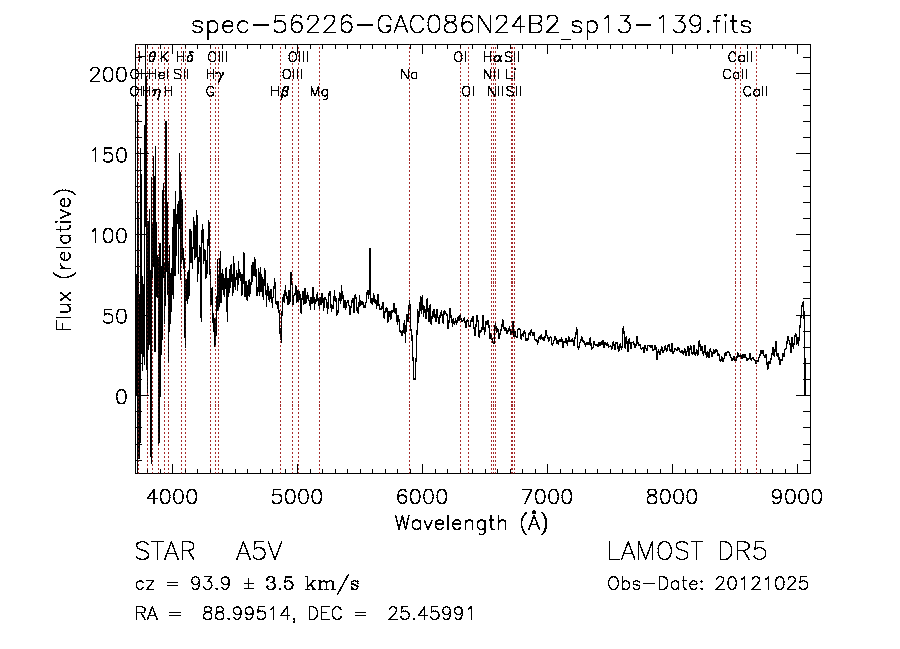 spec-56226-GAC086N24B2_sp13-139.fits
Hθ K Hδ OIII OIII OI Hα SII CaII
HeI SII Hγ OIII Na NII Li CaII
Hη H G Hβ Mg OI NII SII CaII
200
150
100
50
0
Flux (relative)
4000 5000 6000 7000 8000 9000
Wavelength (Å)
STAR A5V LAMOST DR5
cz = 93.9 ± 3.5 km/s Obs-Date: 20121025
RA = 88.99514, DEC = 25.45991